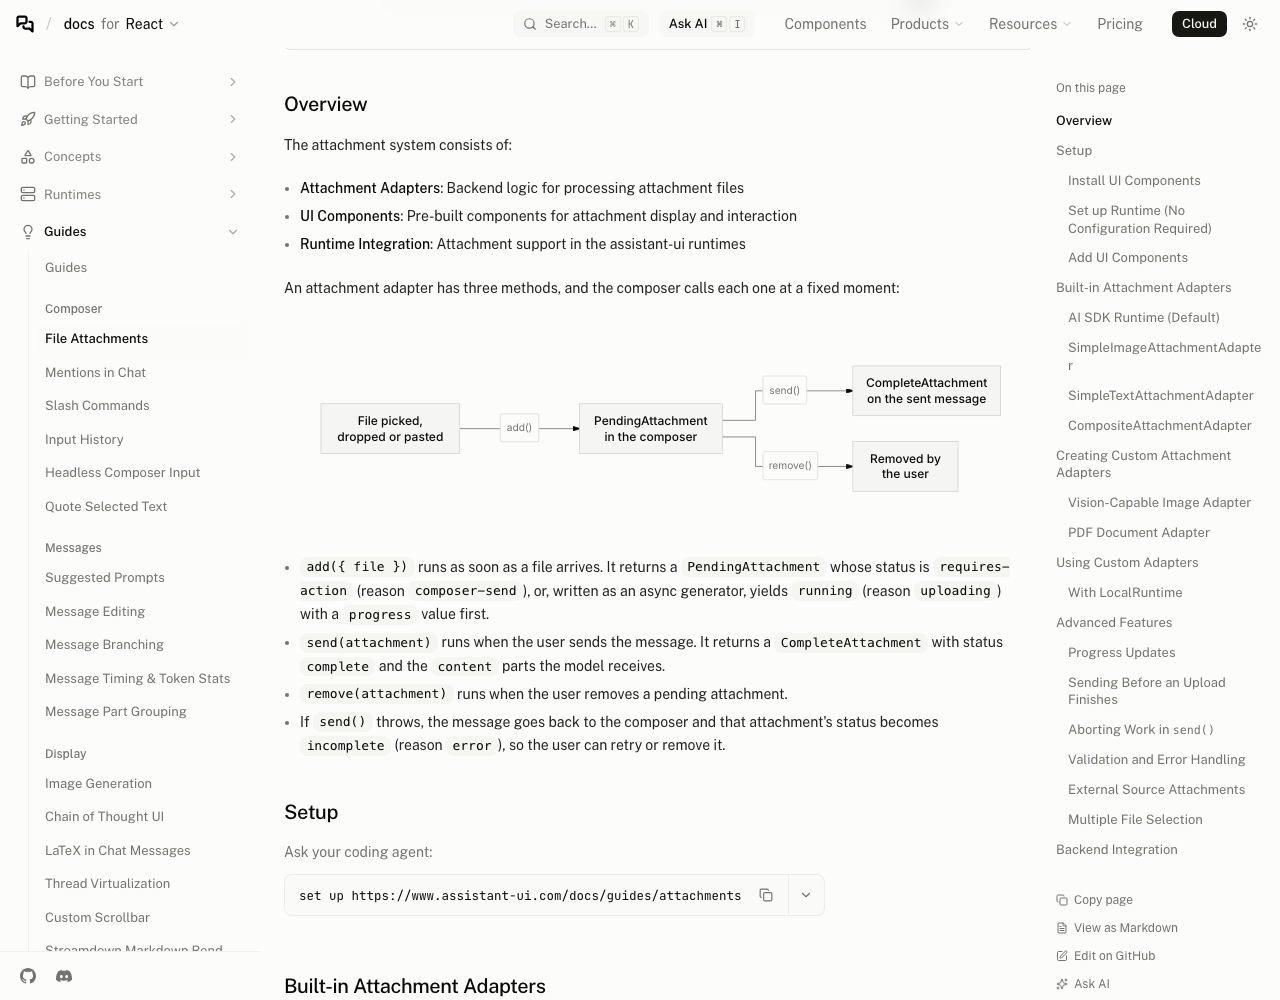 / docs for React
Search... ⌘ K
Ask AI ⌘ I
Components
Products
Resources
Pricing
Cloud
Before You Start
Getting Started
Concepts
Runtimes
Guides
Guides
Composer
File Attachments
Mentions in Chat
Slash Commands
Input History
Headless Composer Input
Quote Selected Text
Messages
Suggested Prompts
Message Editing
Message Branching
Message Timing & Token Stats
Message Part Grouping
Display
Image Generation
Chain of Thought UI
LaTeX in Chat Messages
Thread Virtualization
Custom Scrollbar
Streamdown Markdown Rend
Overview
The attachment system consists of:
• Attachment Adapters: Backend logic for processing attachment files
• UI Components: Pre-built components for attachment display and interaction
• Runtime Integration: Attachment support in the assistant-ui runtimes
An attachment adapter has three methods, and the composer calls each one at a fixed moment:
File picked,
dropped or pasted
add()
PendingAttachment
in the composer
send()
CompleteAttachment
on the sent message
remove()
Removed by
the user
• add({ file }) runs as soon as a file arrives. It returns a PendingAttachment whose status is requires-
action (reason composer-send ), or, written as an async generator, yields running (reason uploading )
with a progress value first.
• send(attachment) runs when the user sends the message. It returns a CompleteAttachment with status
complete and the content parts the model receives.
• remove(attachment) runs when the user removes a pending attachment.
• If send() throws, the message goes back to the composer and that attachment's status becomes
incomplete (reason error ), so the user can retry or remove it.
Setup
Ask your coding agent:
set up https://www.assistant-ui.com/docs/guides/attachments
Built-in Attachment Adapters
On this page
Overview
Setup
Install UI Components
Set up Runtime (No
Configuration Required)
Add UI Components
Built-in Attachment Adapters
AI SDK Runtime (Default)
SimpleImageAttachmentAdapte
r
SimpleTextAttachmentAdapter
CompositeAttachmentAdapter
Creating Custom Attachment
Adapters
Vision-Capable Image Adapter
PDF Document Adapter
Using Custom Adapters
With LocalRuntime
Advanced Features
Progress Updates
Sending Before an Upload
Finishes
Aborting Work in send()
Validation and Error Handling
External Source Attachments
Multiple File Selection
Backend Integration
Copy page
View as Markdown
Edit on GitHub
Ask AI